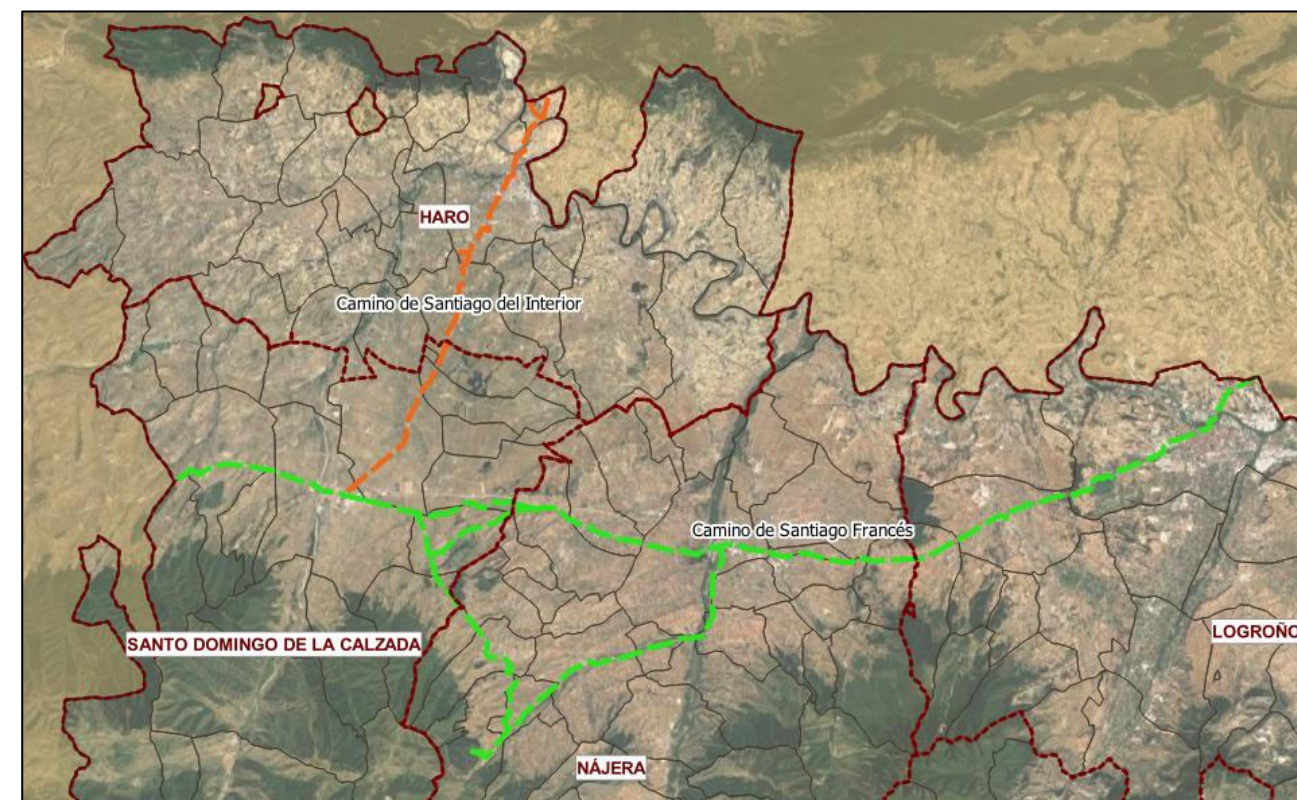 HARO
Camino de Santiago del Interior
Camino de Santiago Francés
SANTO DOMINGO DE LA CALZADA
LOGROÑO
NÁJERA